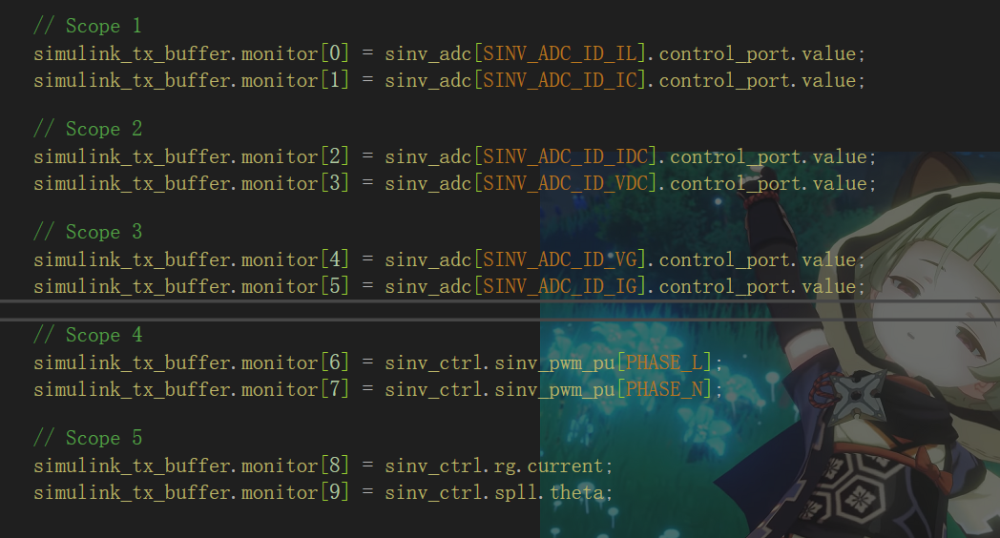 // Scope 1
simulink_tx_buffer.monitor[0] = sinv_adc[SINV_ADC_ID_IL].control_port.value;
simulink_tx_buffer.monitor[1] = sinv_adc[SINV_ADC_ID_IC].control_port.value;
// Scope 2
simulink_tx_buffer.monitor[2] = sinv_adc[SINV_ADC_ID_IDC].control_port.value;
simulink_tx_buffer.monitor[3] = sinv_adc[SINV_ADC_ID_VDC].control_port.value;
// Scope 3
simulink_tx_buffer.monitor[4] = sinv_adc[SINV_ADC_ID_VG].control_port.value;
simulink_tx_buffer.monitor[5] = sinv_adc[SINV_ADC_ID_IG].control_port.value;
// Scope 4
simulink_tx_buffer.monitor[6] = sinv_ctrl.sinv_pwm_pu[PHASE_L];
simulink_tx_buffer.monitor[7] = sinv_ctrl.sinv_pwm_pu[PHASE_N];
// Scope 5
simulink_tx_buffer.monitor[8] = sinv_ctrl.rg.current;
simulink_tx_buffer.monitor[9] = sinv_ctrl.spll.theta;